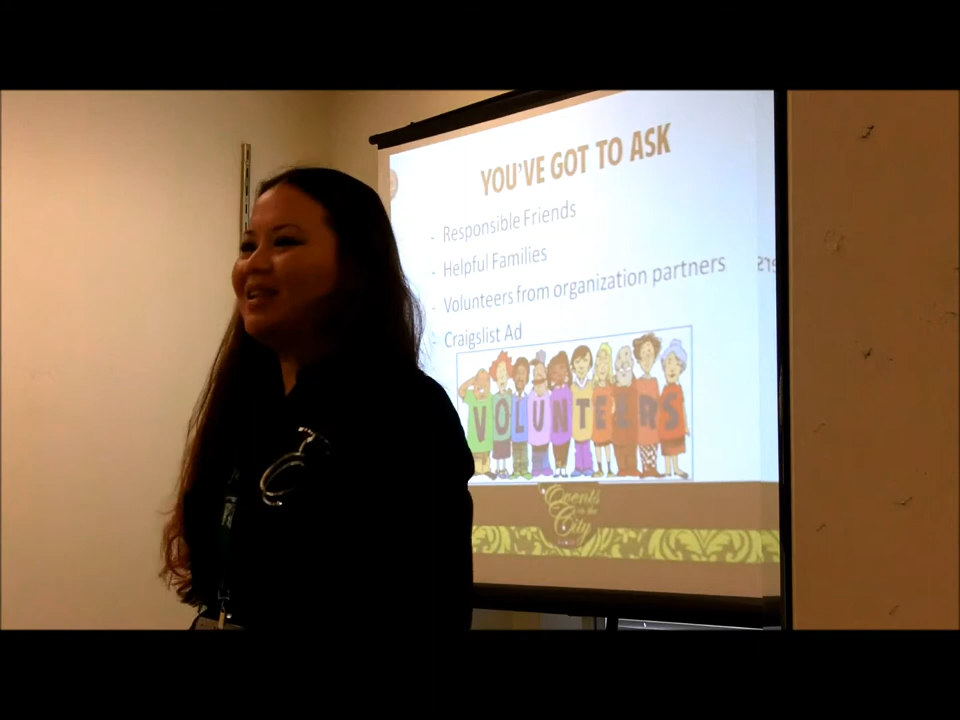 YOU'VE GOT TO ASK
- Responsible Friends
- Helpful Families
- Volunteers from organization partners
- Craigslist Ad
VOLUNTEERS
Events
in the
City